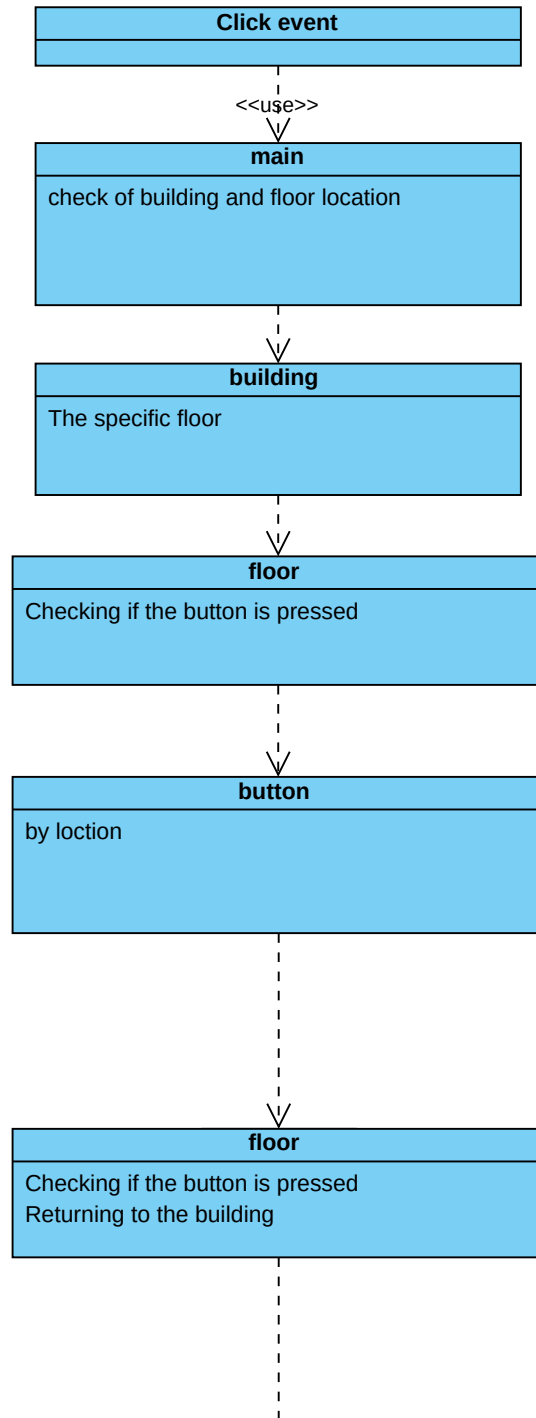 Click event
<<use>>
main
check of building and floor location
building
The specific floor
floor
Checking if the button is pressed
button
by loction
floor
Checking if the button is pressed
Returning to the building